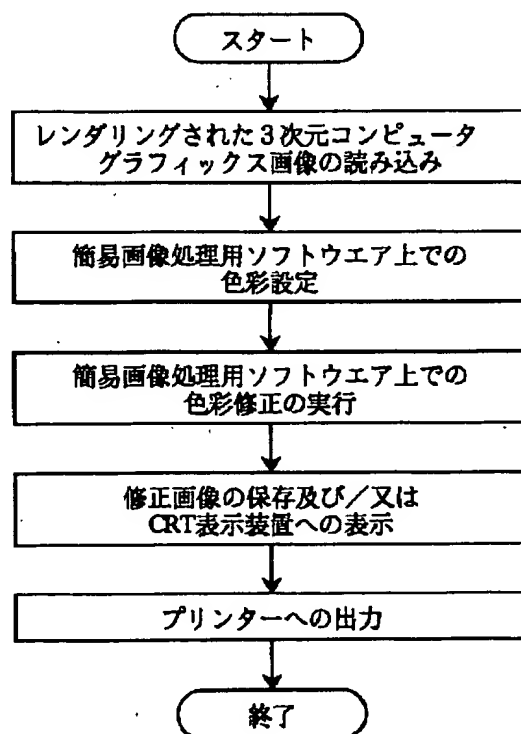 スタート
レンダリングされた3次元コンピュータ
グラフィックス画像の読み込み
簡易画像処理用ソフトウエア上での
色彩設定
簡易画像処理用ソフトウエア上での
色彩修正の実行
修正画像の保存及び／又は
CRT表示装置への表示
プリンターへの出力
終了